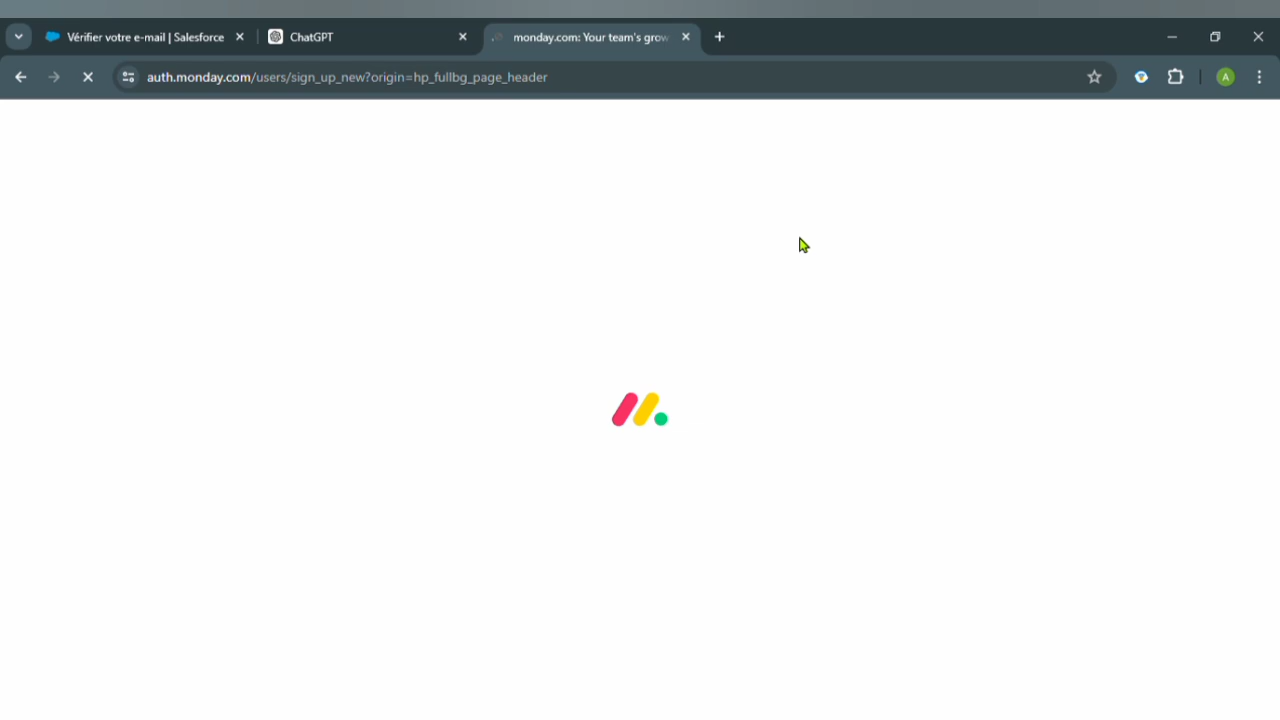 Vérifier votre e-mail | Salesforce
ChatGPT
monday.com: Your team's grow
auth.monday.com/users/sign_up_new?origin=hp_fullbg_page_header
A